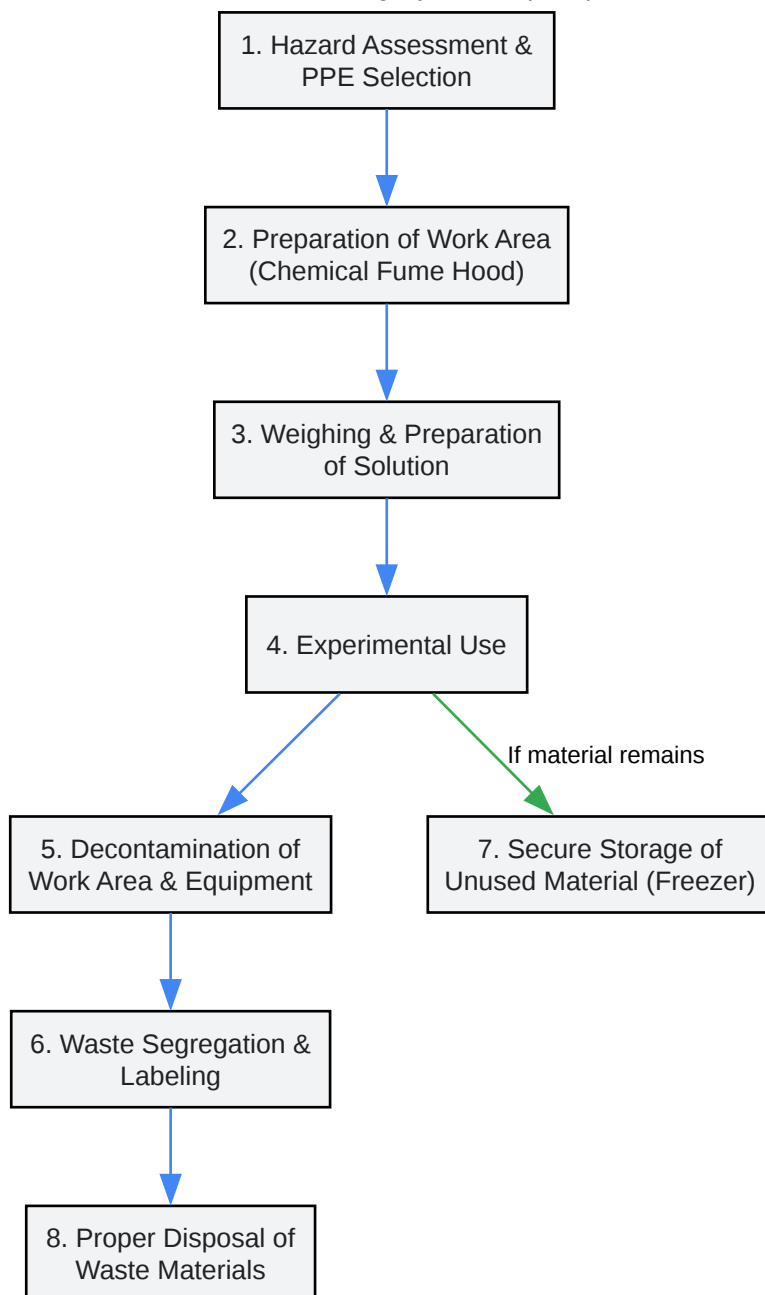 1. Hazard Assessment &
PPE Selection
2. Preparation of Work Area
(Chemical Fume Hood)
3. Weighing & Preparation
of Solution
4. Experimental Use
If material remains
5. Decontamination of
Work Area & Equipment
7. Secure Storage of
Unused Material (Freezer)
6. Waste Segregation &
Labeling
8. Proper Disposal of
Waste Materials